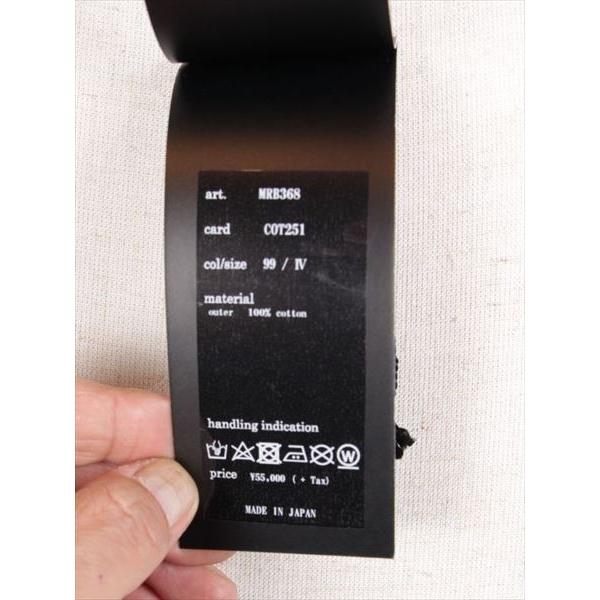 art. MRB368
card COT251
col/size 99 / Ⅳ
material
outer 100% cotton
handling indication
W
price ¥55,000 ( + Tax)
MADE IN JAPAN